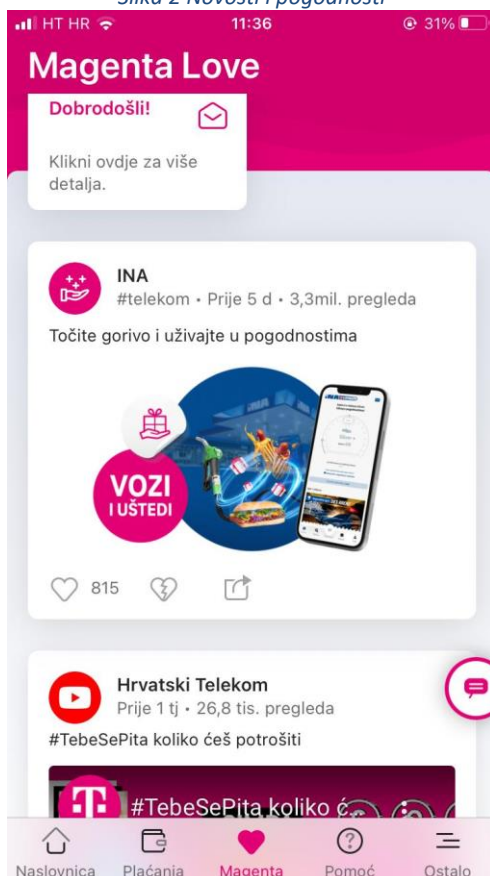 Slika 2 Novosti i pogodnosti
HT HR 11:36 31%
Magenta Love
Dobrodošli!
Klikni ovdje za više
detalja.
INA
#telekom • Prije 5 d • 3,3mil. pregleda
Točite gorivo i uživajte u pogodnostima
VOZI
I UŠTEDI
815
Hrvatski Telekom
Prije 1 tj • 26,8 tis. pregleda
#TebeSePita koliko ćeš potrošiti
T
#TebeSePita koliko ć...
Naslovnica Plaćanja Magenta Pomoć Ostalo